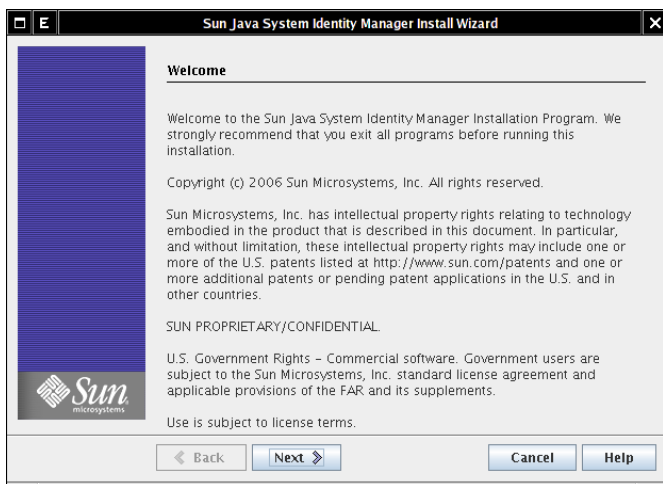 E
Sun Java System Identity Manager Install Wizard
X
Welcome
Welcome to the Sun Java System Identity Manager Installation Program. We
strongly recommend that you exit all programs before running this
installation.
Copyright (c) 2006 Sun Microsystems, Inc. All rights reserved.
Sun Microsystems, Inc. has intellectual property rights relating to technology
embodied in the product that is described in this document. In particular,
and without limitation, these intellectual property rights may include one or
more of the U.S. patents listed at http://www.sun.com/patents and one or
more additional patents or pending patent applications in the U.S. and in
other countries.
SUN PROPRIETARY/CONFIDENTIAL.
U.S. Government Rights - Commercial software. Government users are
subject to the Sun Microsystems, Inc. standard license agreement and
applicable provisions of the FAR and its supplements.
Use is subject to license terms.
Sun
microsystems
Back
Next
Cancel
Help